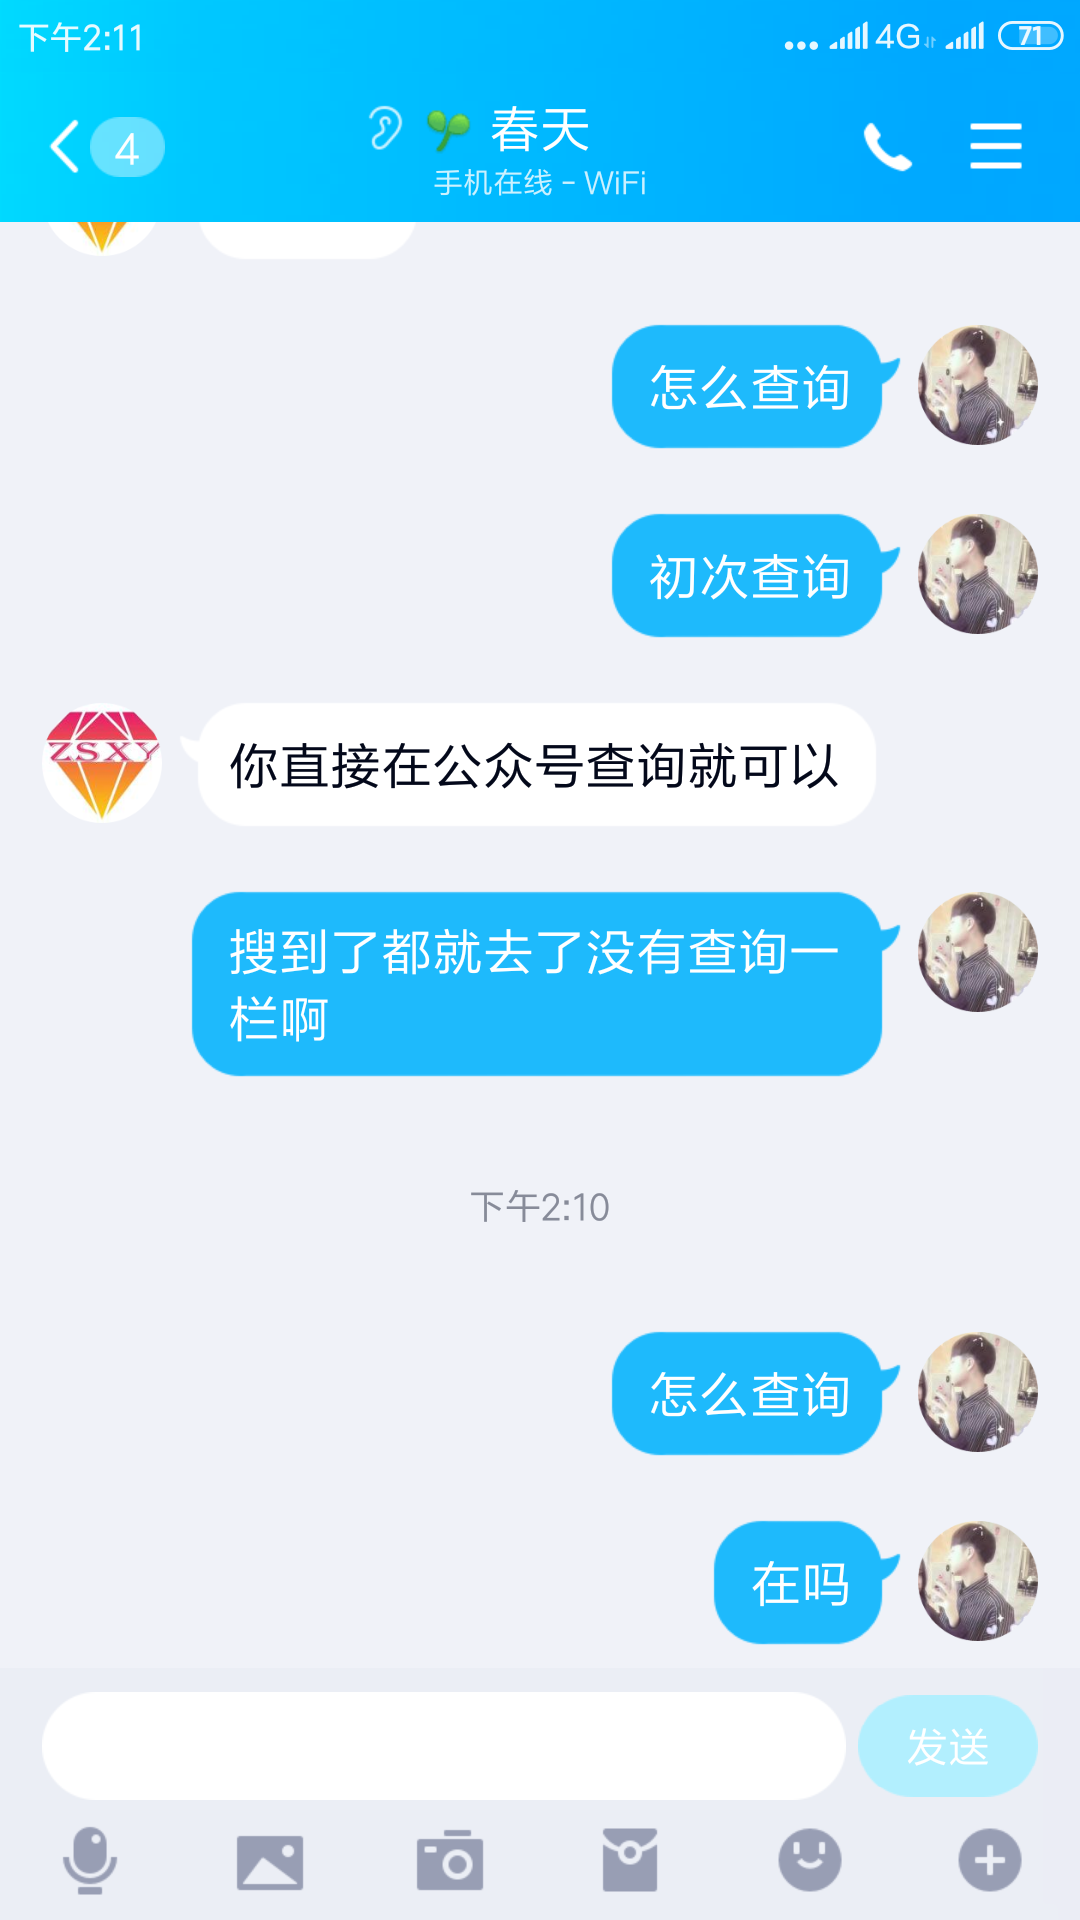 下午2:11
4G
71
4
春天
手机在线 - WiFi
怎么查询
初次查询
ZSXY
你直接在公众号查询就可以
搜到了都就去了没有查询一
栏啊
下午2:10
怎么查询
在吗
发送